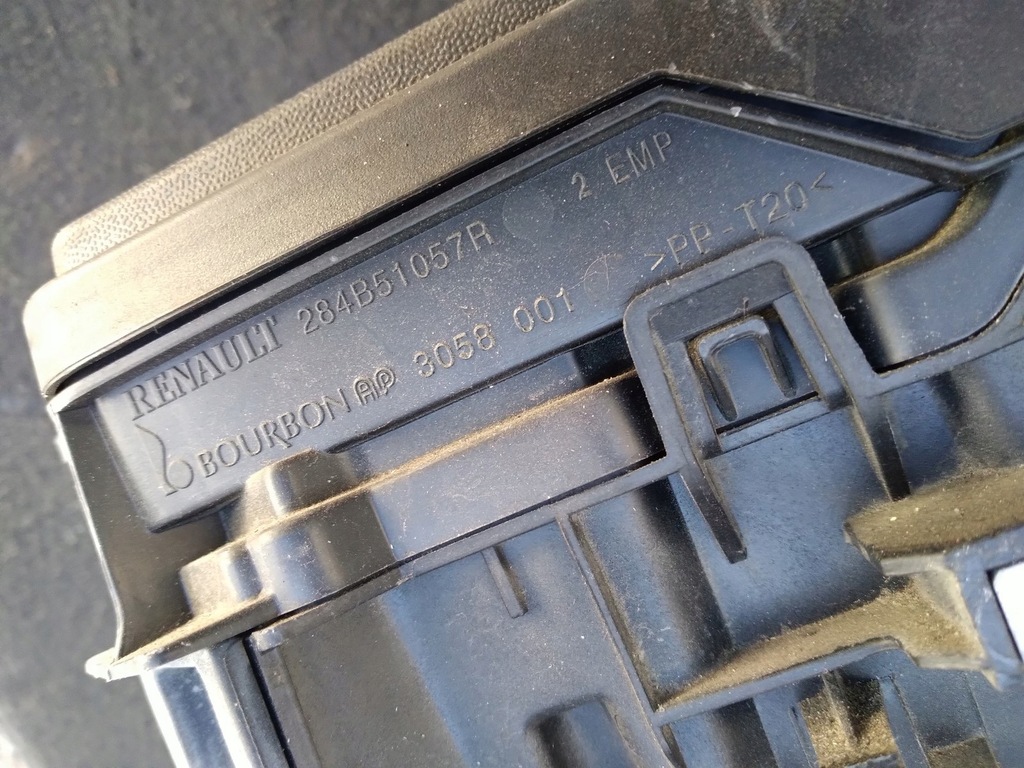 RENAULT 284B51057R 2 EMP
BOURBON AP 3058 001 >PP-T20<